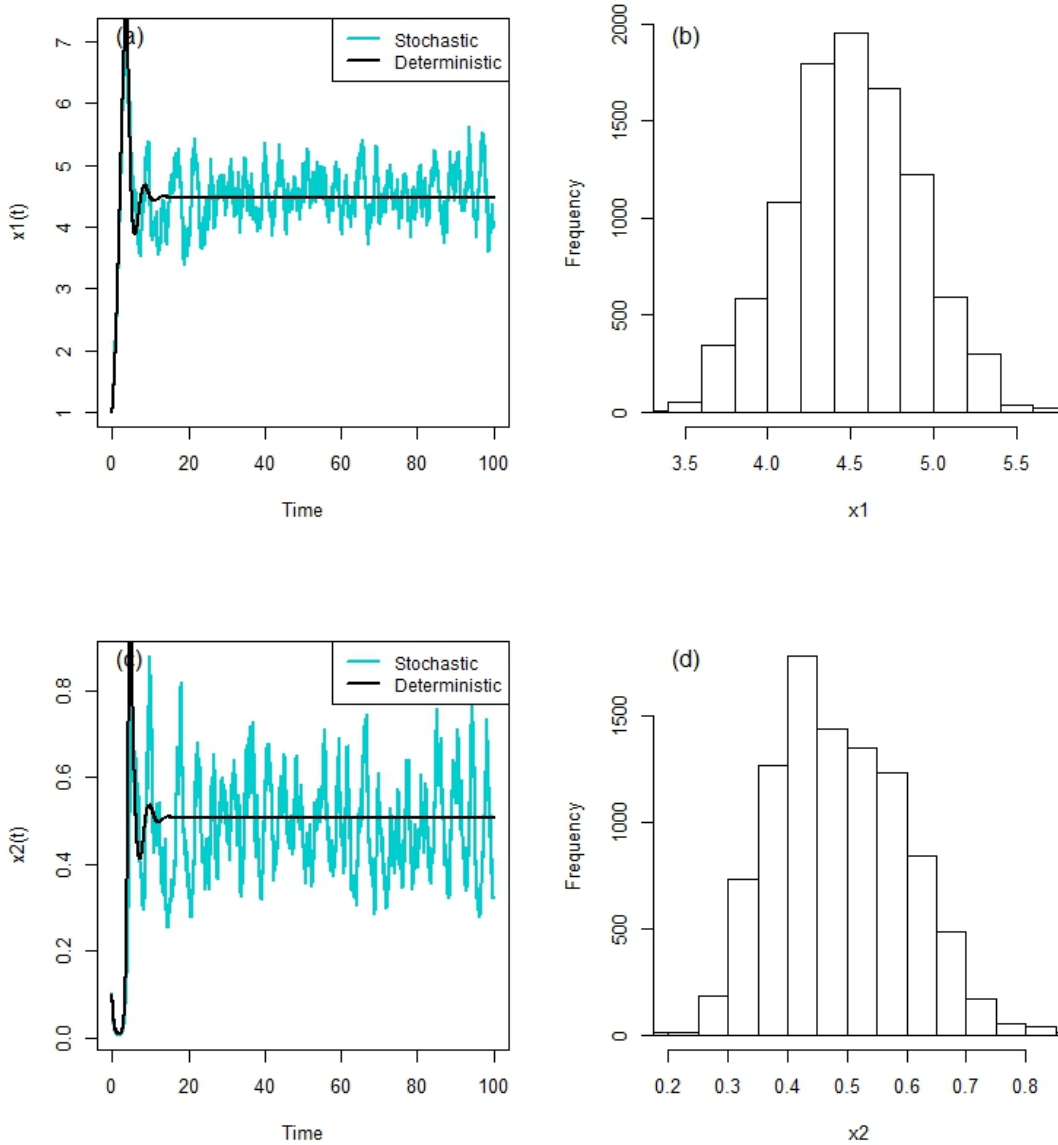 (a)
Stochastic
Deterministic
x1(t)
7
6
5
4
3
2
1
0 20 40 60 80 100
Time
(b)
Frequency
2000
1500
1000
500
0
3.5 4.0 4.5 5.0 5.5
x1
(c)
Stochastic
Deterministic
x2(t)
0.8
0.6
0.4
0.2
0.0
0 20 40 60 80 100
Time
(d)
Frequency
1500
1000
500
0
0.2 0.3 0.4 0.5 0.6 0.7 0.8
x2